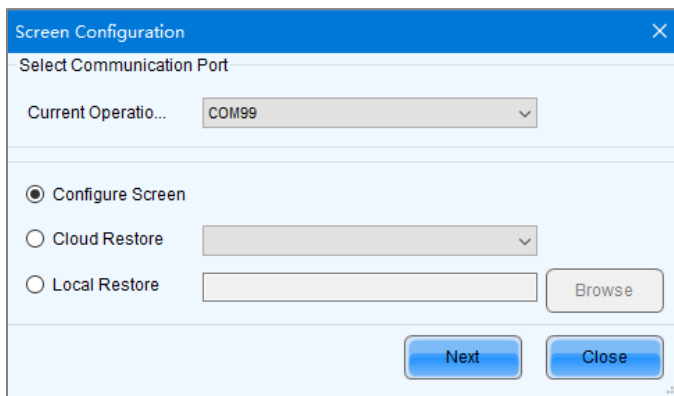 Screen Configuration
Select Communication Port
Current Operatio... COM99
Configure Screen
Cloud Restore
Local Restore Browse
Next Close